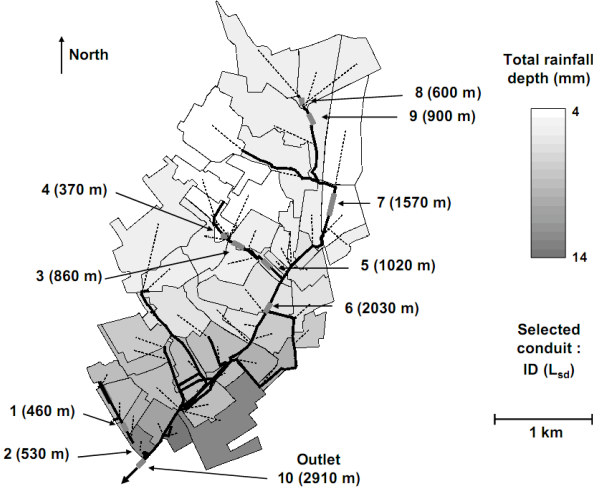 North
Total rainfall
depth (mm)
4
14
8 (600 m)
9 (900 m)
4 (370 m)
7 (1570 m)
3 (860 m)
5 (1020 m)
6 (2030 m)
Selected
conduit :
ID (Lsd)
1 (460 m)
1 km
2 (530 m)
Outlet
10 (2910 m)